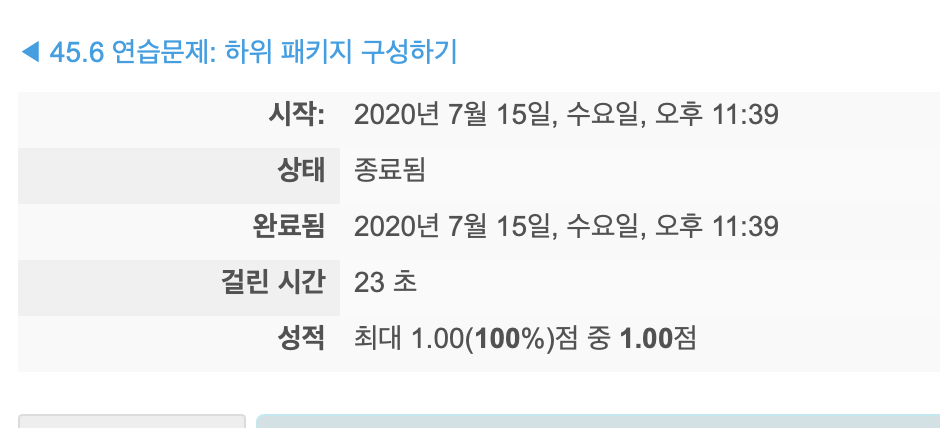 ◀ 45.6 연습문제: 하위 패키지 구성하기
시작: 2020년 7월 15일, 수요일, 오후 11:39
상태 종료됨
완료됨 2020년 7월 15일, 수요일, 오후 11:39
걸린 시간 23 초
성적 최대 1.00(100%)점 중 1.00점